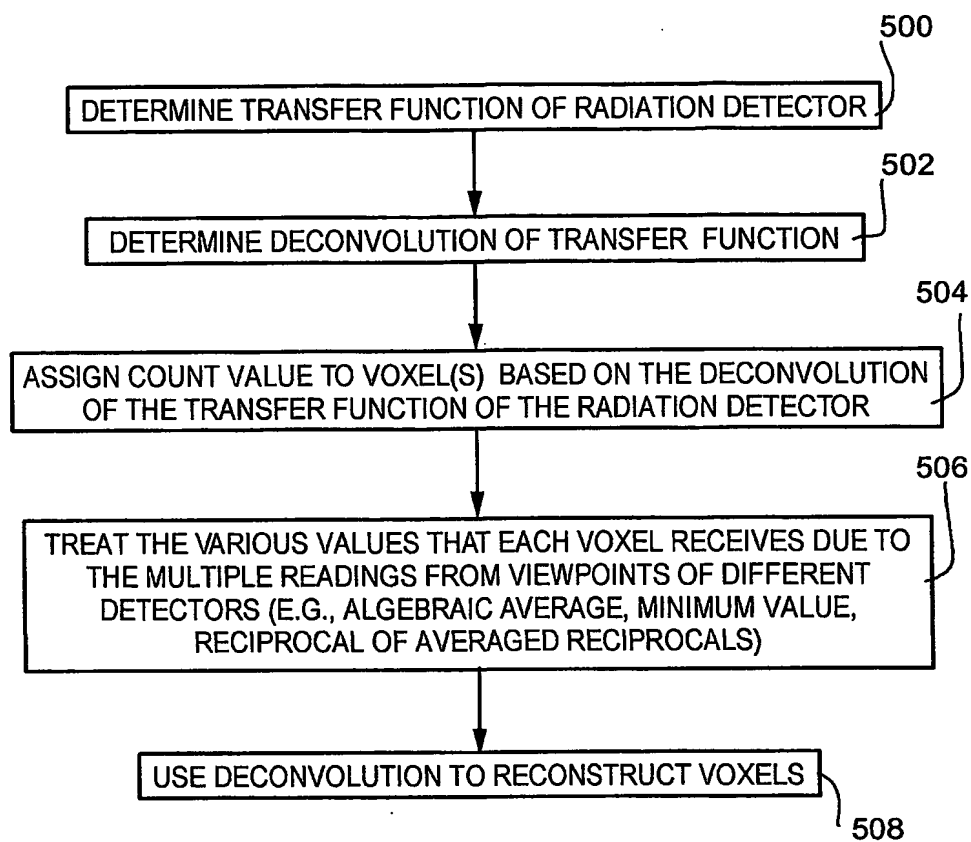 500
DETERMINE TRANSFER FUNCTION OF RADIATION DETECTOR
502
DETERMINE DECONVOLUTION OF TRANSFER FUNCTION
504
ASSIGN COUNT VALUE TO VOXEL(S) BASED ON THE DECONVOLUTION
OF THE TRANSFER FUNCTION OF THE RADIATION DETECTOR
506
TREAT THE VARIOUS VALUES THAT EACH VOXEL RECEIVES DUE TO
THE MULTIPLE READINGS FROM VIEWPOINTS OF DIFFERENT
DETECTORS (E.G., ALGEBRAIC AVERAGE, MINIMUM VALUE,
RECIPROCAL OF AVERAGED RECIPROCALS)
USE DECONVOLUTION TO RECONSTRUCT VOXELS
508